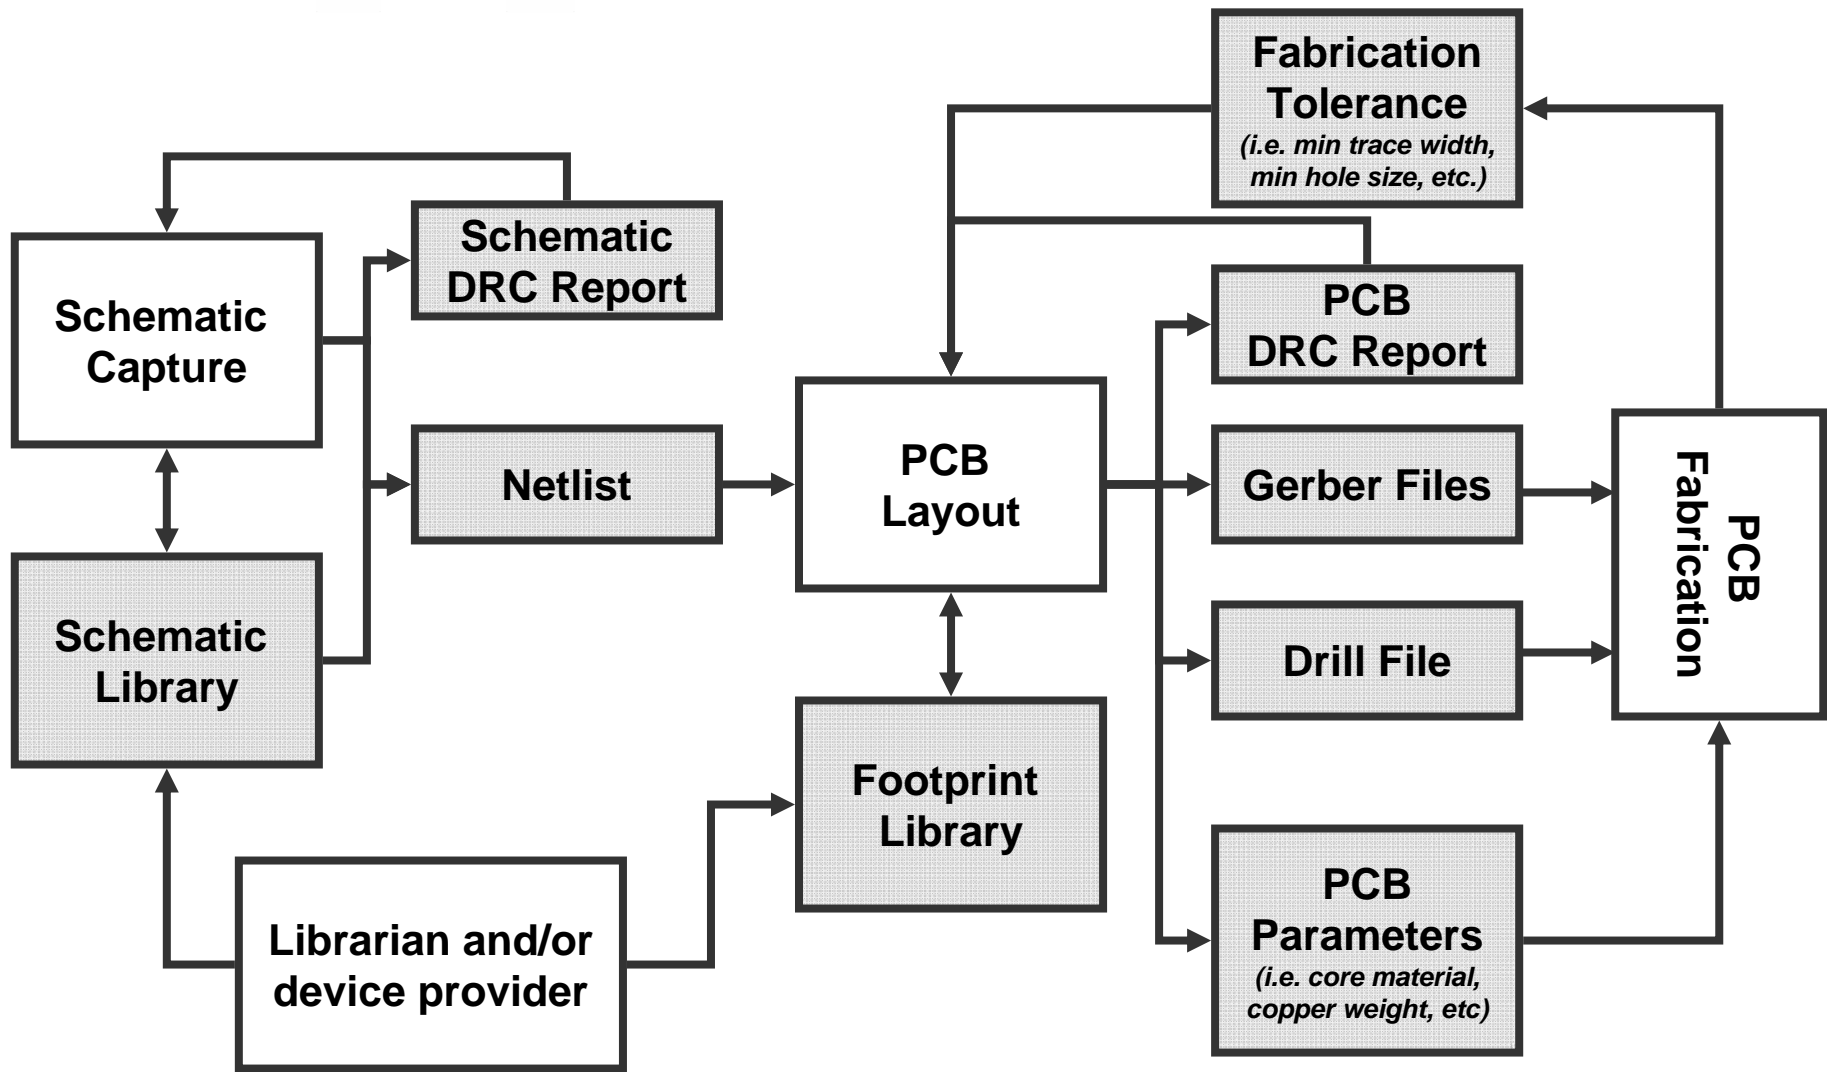 Fabrication
Tolerance
(i.e. min trace width,
min hole size, etc.)
Schematic
DRC Report
Schematic
Capture
PCB
DRC Report
Netlist
PCB
Layout
Gerber Files
PCB
Fabrication
Schematic
Library
Drill File
Footprint
Library
PCB
Parameters
(i.e. core material,
copper weight, etc)
Librarian and/or
device provider